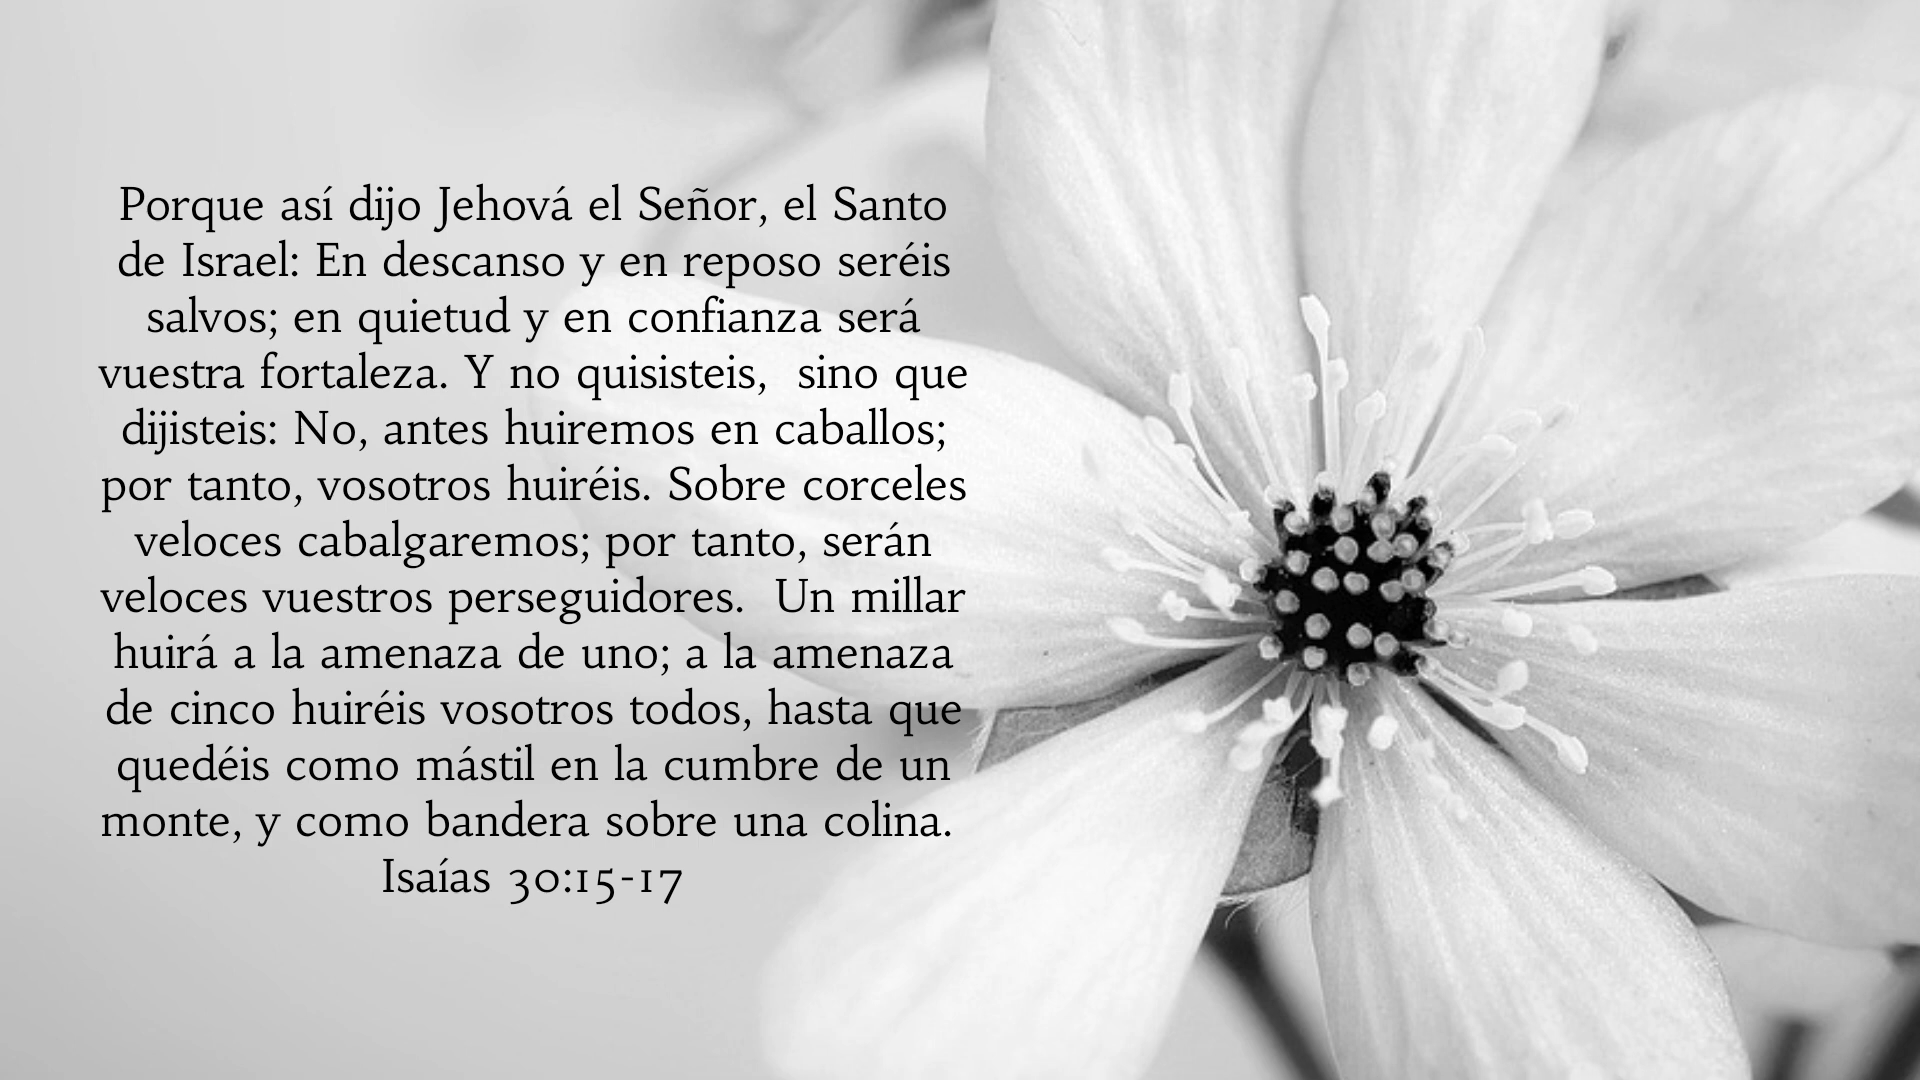 Porque así dijo Jehová el Señor, el Santo
de Israel: En descanso y en reposo seréis
salvos; en quietud y en confianza será
vuestra fortaleza. Y no quisisteis,  sino que
dijisteis: No, antes huiremos en caballos;
por tanto, vosotros huiréis. Sobre corceles
veloces cabalgaremos; por tanto, serán
veloces vuestros perseguidores.  Un millar
huirá a la amenaza de uno; a la amenaza
de cinco huiréis vosotros todos, hasta que
quedéis como mástil en la cumbre de un
monte, y como bandera sobre una colina.
Isaías 30:15-17